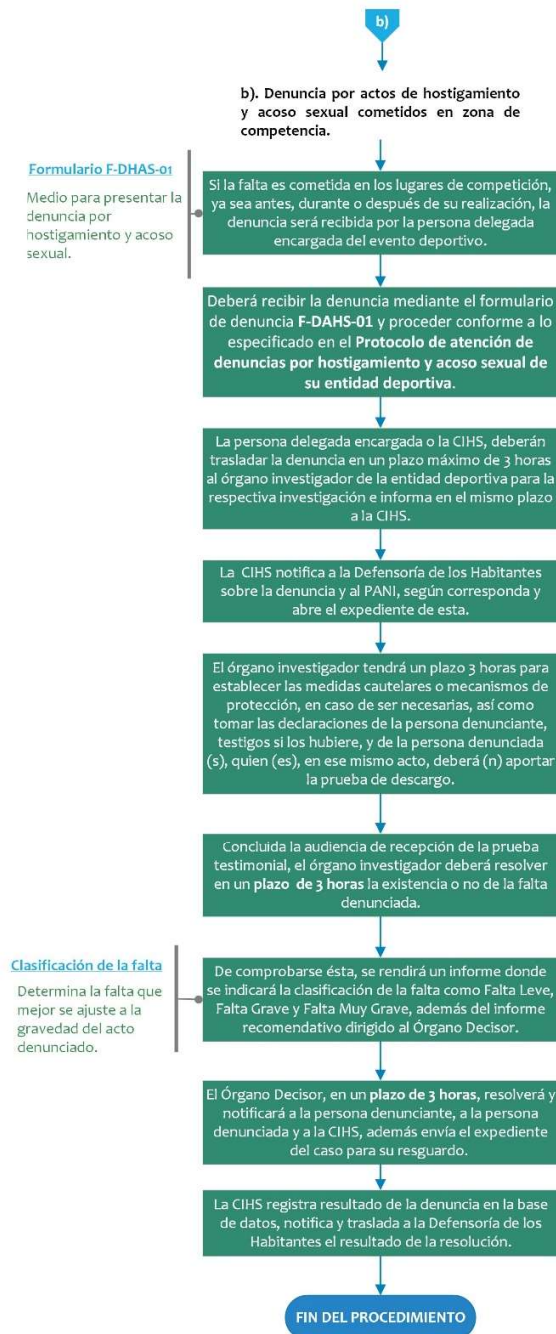 b)
b). Denuncia por actos de hostigamiento
y acoso sexual cometidos en zona de
competencia.
Formulario F-DHAS-01
Medio para presentar la
denuncia por
hostigamiento y acoso
sexual.
Si la falta es cometida en los lugares de competición,
ya sea antes, durante o después de su realización, la
denuncia será recibida por la persona delegada
encargada del evento deportivo.
Deberá recibir la denuncia mediante el formulario
de denuncia F-DAHS-01 y proceder conforme a lo
especificado en el Protocolo de atención de
denuncias por hostigamiento y acoso sexual de
su entidad deportiva.
La persona delegada encargada o la CIHS, deberán
trasladar la denuncia en un plazo máximo de 3 horas
al órgano investigador de la entidad deportiva para la
respectiva investigación e informa en el mismo plazo
a la CIHS.
La CIHS notifica a la Defensoría de los Habitantes
sobre la denuncia y al PANI, según corresponda y
abre el expediente de esta.
El órgano investigador tendrá un plazo 3 horas para
establecer las medidas cautelares o mecanismos de
protección, en caso de ser necesarias, así como
tomar las declaraciones de la persona denunciante,
testigos si los hubiere, y de la persona denunciada
(s), quien (es), en ese mismo acto, deberá (n) aportar
la prueba de descargo.
Concluida la audiencia de recepción de la prueba
testimonial, el órgano investigador deberá resolver
en un plazo de 3 horas la existencia o no de la falta
denunciada.
Clasificación de la falta
Determina la falta que
mejor se ajuste a la
gravedad del acto
denunciado.
De comprobarse ésta, se rendirá un informe donde
se indicará la clasificación de la falta como Falta Leve,
Falta Grave y Falta Muy Grave, además del informe
recomendativo dirigido al Órgano Decisor.
El Órgano Decisor, en un plazo de 3 horas, resolverá y
notificará a la persona denunciante, a la persona
denunciada y a la CIHS, además envía el expediente
del caso para su resguardo.
La CIHS registra resultado de la denuncia en la base
de datos, notifica y traslada a la Defensoría de los
Habitantes el resultado de la resolución.
FIN DEL PROCEDIMIENTO